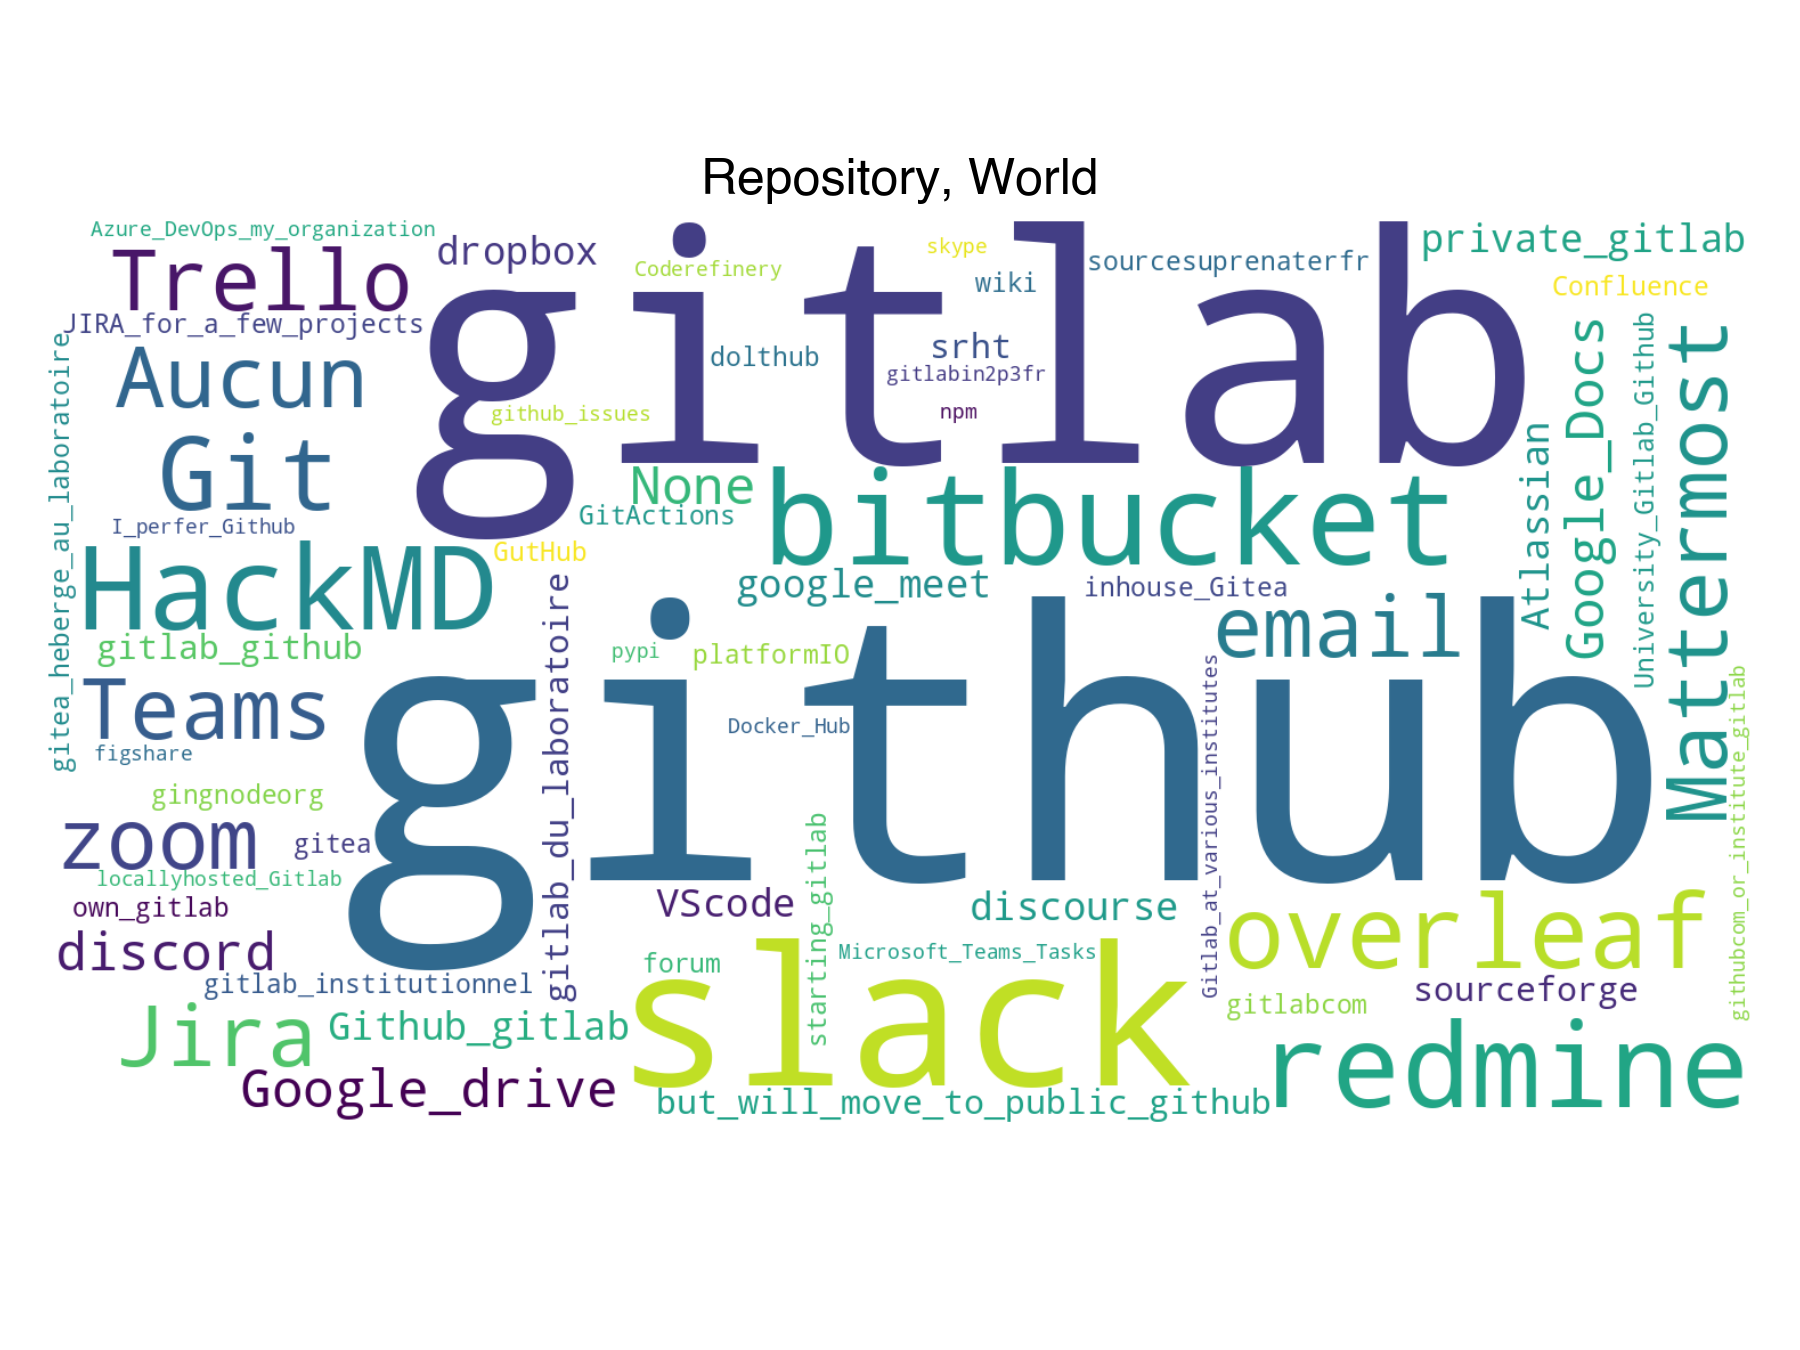 Repository, World
Azure_DevOps_my_organization
Trello
dropbox
gitlab
Coderefinery
skype
wiki
sourcesuprenaterfr
private_gitlab
Confluence
JIRA_for_a_few_projects
Aucun
dolthub
srht
gitlabin2p3fr
github_issues
npm
gitea_heberge_au_laboratoire
Git
None
GitActions
bitbucket
Atlassian
Google_Docs
University_Gitlab_Github
Mattermost
I_perfer_Github
GutHub
HackMD
google_meet
inhouse_Gitea
email
gitlab_github
gitlab_du_laboratoire
pypi
platformIO
github
Teams
figshare
Docker_Hub
Gitlab_at_various_institutes
githubcom_or_institute_gitlab
gingnodeorg
zoom
gitea
locallyhosted_Gitlab
own_gitlab
VScode
starting_gitlab
discourse
overleaf
discord
forum
Microsoft_Teams_Tasks
gitlab_institutionnel
slack
gitlabcom
sourceforge
Jira
Github_gitlab
redmine
Google_drive
but_will_move_to_public_github